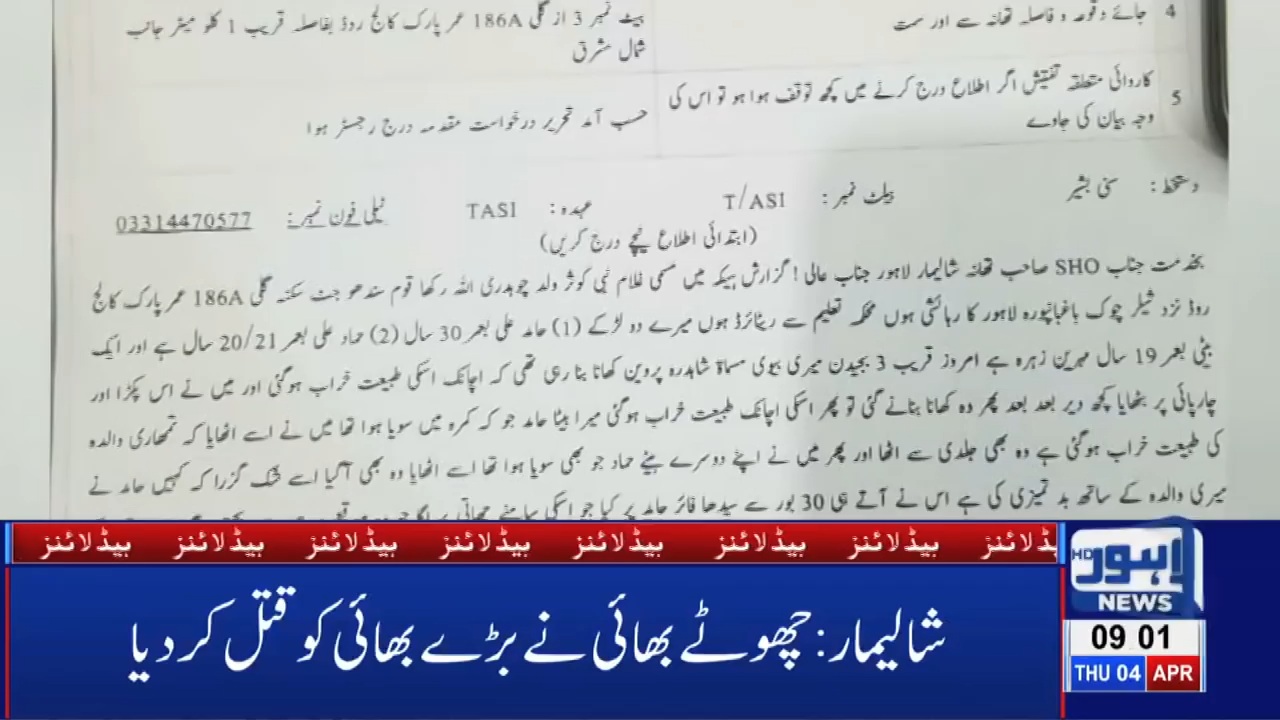 4 جائے وقوعہ و فاصلہ تھانہ سے اور سمت
بیٹ نمبر 3 از گلی 186A عمر پارک کالج روڈ بفاصلہ قریب 1 کلو میٹر جانب
شمال مشرق
5 کاروائی متعلقہ تفتیش اگر اطلاع درج کرنے میں کچھ توقف ہوا ہو تو اس کی
وجہ بیان کی جاوے
حسب آمد تحریر درخواست مقدمہ درج رجسٹر ہوا
دستخط: سنی بشیر بیلٹ نمبر: T/ASI عہدہ: TASI ٹیلی فون نمبر: 03314470577
(ابتدائی اطلاع نیچے درج کریں)
بخدمت جناب SHO صاحب تھانہ شالیمار لاہور جناب عالی! گزارش ہیکہ میں مسمی غلام نبی کوثر ولد چوہدری اللہ رکھا قوم سندھو جٹ سکنہ گلی 186A عمر پارک کالج
روڈ نزد شیلر چوک باغبانپورہ لاہور کا رہائشی ہوں محکمہ تعلیم سے ریٹائرڈ ہوں میرے دو لڑکے (1) حامد علی بعمر 30 سال (2) حماد علی بعمر 20/21 سال ہے اور ایک
بیٹی بعمر 19 سال مہرین زہرہ ہے امروز قریب 3 بجیدن میری بیوی مسماۃ شاہدرہ پروین کھانا بنا رہی تھی کہ اچانک اسکی طبیعت خراب ہوگئی اور میں نے اس پکڑا اور
چارپائی پر بٹھایا کچھ دیر بعد بعد پھر وہ کھانا بنانے گئی تو پھر اسکی اچانک طبیعت خراب ہوگئی میرا بیٹا حامد جو کہ کمرہ میں سویا ہوا تھا میں نے اسے اٹھایا کہ تمھاری والدہ
کی طبیعت خراب ہوگئی ہے وہ بھی جلدی سے اٹھا اور پھر میں نے اپنے دوسرے بیٹے حماد جو بھی سویا ہوا تھا اسے اٹھایا وہ بھی آگیا اسے شک گزرا کہ کہیں حامد نے
میری والدہ کے ساتھ بد تمیزی کی ہے اس نے آتے ہی 30 بور سے سیدھا فائر حامد پر کیا جو اسکی سامنے چھاتی پر لگا
ہیڈلائنز ہیڈلائنز ہیڈلائنز ہیڈلائنز ہیڈلائنز ہیڈلائنز ہیڈلائنز ہیڈلائنز
شالیمار: چھوٹے بھائی نے بڑے بھائی کو قتل کر دیا
لاہور HD
NEWS
09 01
THU 04 APR